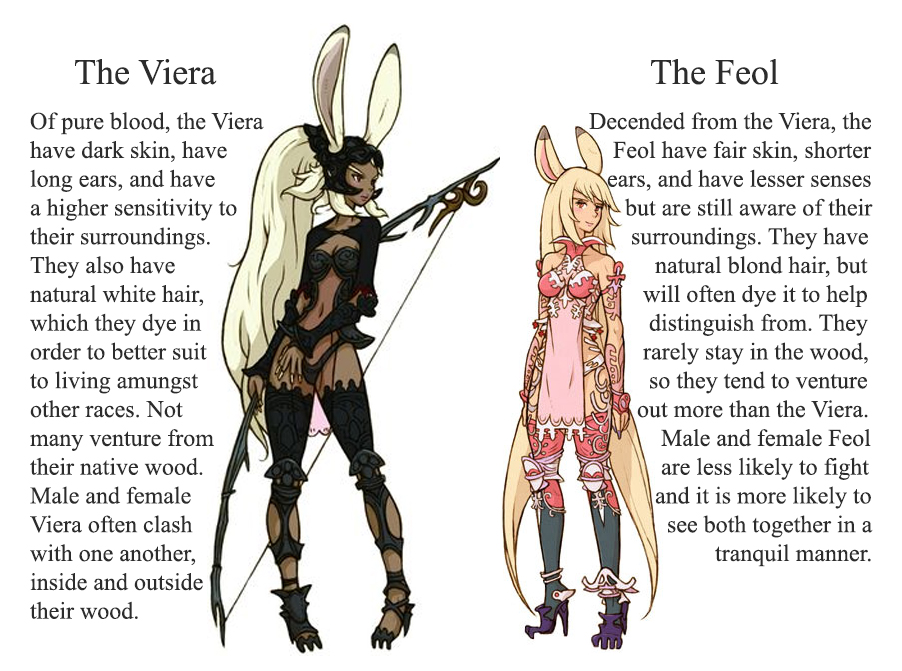 The Viera
Of pure blood, the Viera
have dark skin, have
long ears, and have
a higher sensitivity to
their surroundings.
They also have
natural white hair,
which they dye in
order to better suit
to living amungst
other races. Not
many venture from
their native wood.
Male and female
Viera often clash
with one another,
inside and outside
their wood.
The Feol
Decended from the Viera, the
Feol have fair skin, shorter
ears, and have lesser senses
but are still aware of their
surroundings. They have
natural blond hair, but
will often dye it to help
distinguish from. They
rarely stay in the wood,
so they tend to venture
out more than the Viera.
Male and female Feol
are less likely to fight
and it is more likely to
see both together in a
tranquil manner.